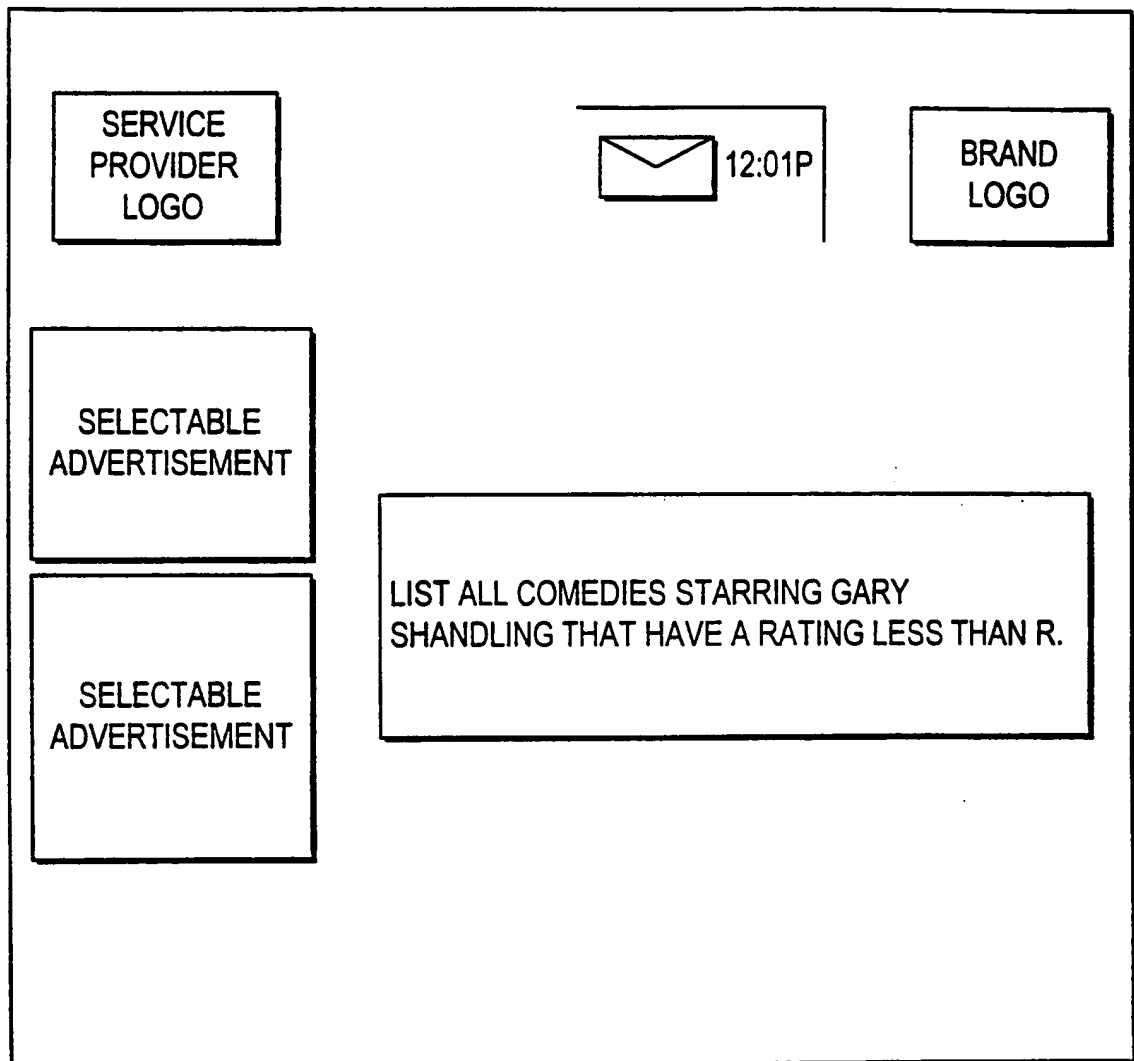 SERVICE
PROVIDER
LOGO
12:01P
BRAND
LOGO
SELECTABLE
ADVERTISEMENT
LIST ALL COMEDIES STARRING GARY
SHANDLING THAT HAVE A RATING LESS THAN R.
SELECTABLE
ADVERTISEMENT